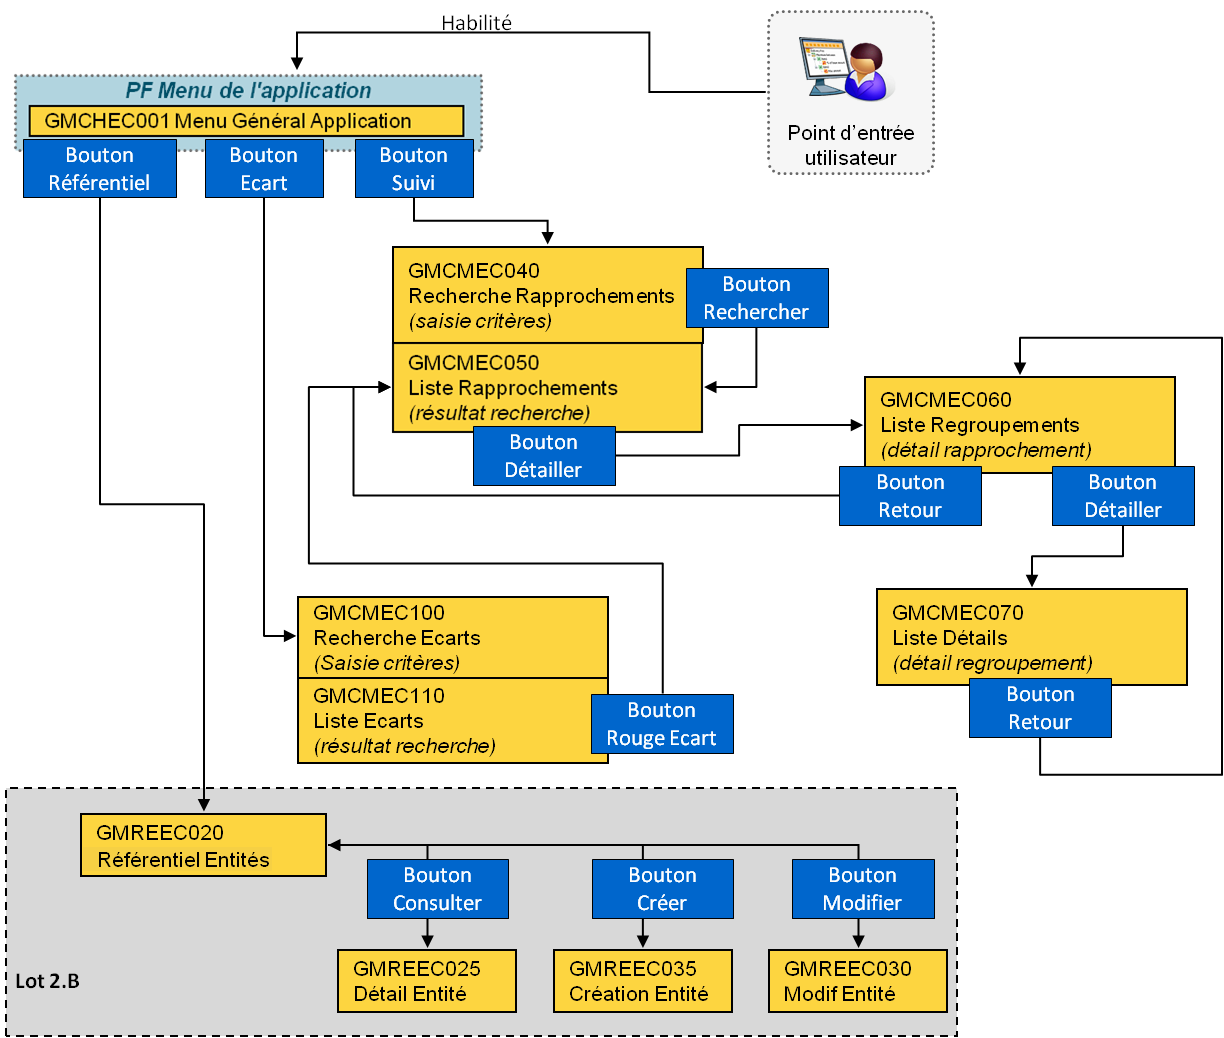 Habilité
Point d'entrée
utilisateur
PF Menu de l'application
GMCHEC001 Menu Général Application
Bouton
Référentiel
Bouton
Ecart
Bouton
Suivi
GMCMEC040
Recherche Rapprochements
(saisie critères)
Bouton
Rechercher
GMCMEC050
Liste Rapprochements
(résultat recherche)
Bouton
Détailler
GMCMEC060
Liste Regroupements
(détail rapprochement)
Bouton
Retour
Bouton
Détailler
GMCMEC070
Liste Détails
(détail regroupement)
Bouton
Retour
GMCMEC100
Recherche Ecarts
(Saisie critères)
GMCMEC110
Liste Ecarts
(résultat recherche)
Bouton
Rouge Ecart
GMREEC020
Référentiel Entités
Bouton
Consulter
Bouton
Créer
Bouton
Modifier
Lot 2.B
GMREEC025
Détail Entité
GMREEC035
Création Entité
GMREEC030
Modif Entité